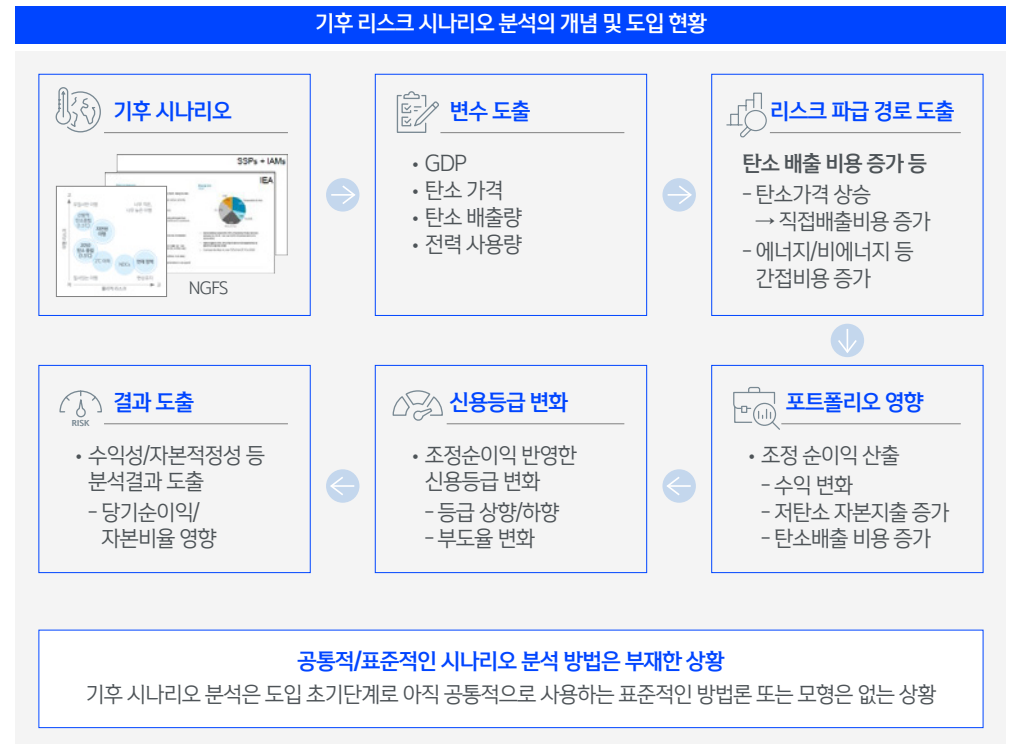 기후 리스크 시나리오 분석의 개념 및 도입 현황
기후 시나리오
SSPs + IAMs
IEA
NGFS
변수 도출
• GDP
• 탄소 가격
• 탄소 배출량
• 전력 사용량
리스크 파급 경로 도출
탄소 배출 비용 증가 등
- 탄소가격 상승
→ 직접배출비용 증가
- 에너지/비에너지 등
간접비용 증가
포트폴리오 영향
• 조정 순이익 산출
- 수익 변화
- 저탄소 자본지출 증가
- 탄소배출 비용 증가
신용등급 변화
• 조정순이익 반영한
신용등급 변화
- 등급 상향/하향
- 부도율 변화
RISK
결과 도출
• 수익성/자본적정성 등
분석결과 도출
- 당기순이익/
자본비율 영향
공통적/표준적인 시나리오 분석 방법은 부재한 상황
기후 시나리오 분석은 도입 초기단계로 아직 공통적으로 사용하는 표준적인 방법론 또는 모형은 없는 상황